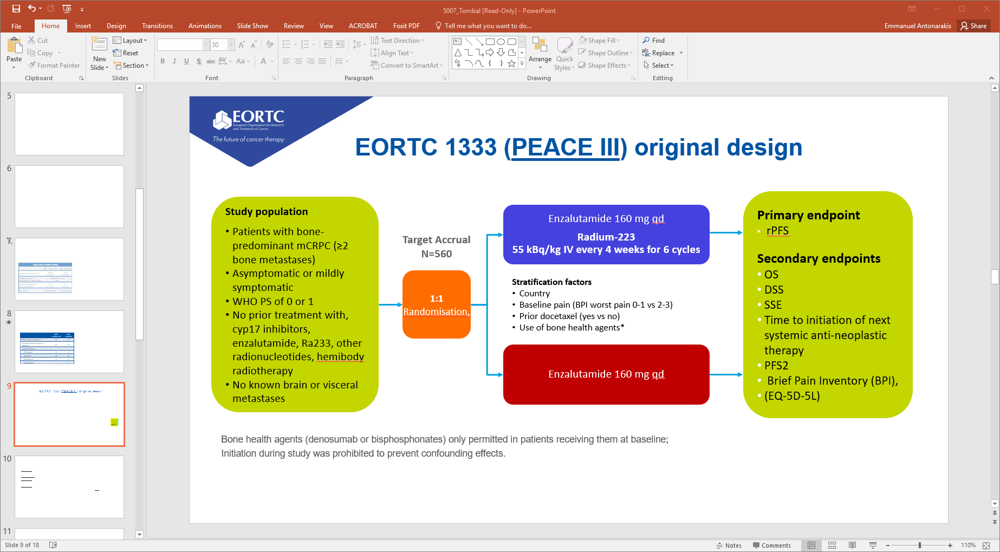 5007_Tombal [Read-Only] - PowerPoint
File Home Insert Design Transitions Animations Slide Show Review View ACROBAT Foxit PDF Tell me what you want to do... Emmanuel Antonarakis Share
Paste
Cut
Copy
Format Painter
Clipboard
New Slide
Layout
Reset
Section
Slides
30
B I U S abc AV Aa A
Font
Text Direction
Align Text
Convert to SmartArt
Paragraph
Arrange
Quick Styles
Shape Fill
Shape Outline
Shape Effects
Drawing
Find
Replace
Select
Editing
5
6
7
8
9
EORTC 1333 (PEACE III) original design
10
11
EORTC
European Organisation for Research
and Treatment of Cancer
The future of cancer therapy
EORTC 1333 (PEACE III) original design
Study population
• Patients with bone-
predominant mCRPC (≥2
bone metastases)
• Asymptomatic or mildly
symptomatic
• WHO PS of 0 or 1
• No prior treatment with,
cyp17 inhibitors,
enzalutamide, Ra233, other
radionucleotides, hemibody
radiotherapy
• No known brain or visceral
metastases
Target Accrual
N=560
1:1
Randomisation,
Enzalutamide 160 mg qd
Radium-223
55 kBq/kg IV every 4 weeks for 6 cycles
Stratification factors
• Country
• Baseline pain (BPI worst pain 0-1 vs 2-3)
• Prior docetaxel (yes vs no)
• Use of bone health agents*
Enzalutamide 160 mg qd
Primary endpoint
• rPFS
Secondary endpoints
• OS
• DSS
• SSE
• Time to initiation of next
systemic anti-neoplastic
therapy
• PFS2
• Brief Pain Inventory (BPI),
• (EQ-5D-5L)
Bone health agents (denosumab or bisphosphonates) only permitted in patients receiving them at baseline;
Initiation during study was prohibited to prevent confounding effects.
Slide 9 of 18
Notes Comments 110%